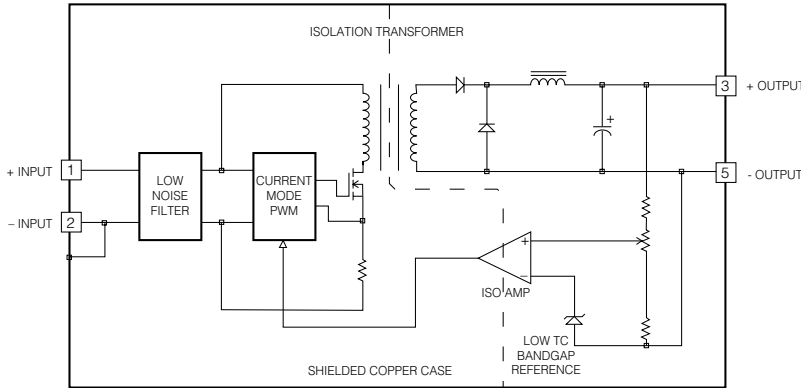 ISOLATION TRANSFORMER
3
+ OUTPUT
+
+ INPUT
1
LOW
NOISE
FILTER
CURRENT
MODE
PWM
5
- OUTPUT
– INPUT
2
+
–
ISO AMP
LOW TC
BANDGAP
REFERENCE
SHIELDED COPPER CASE